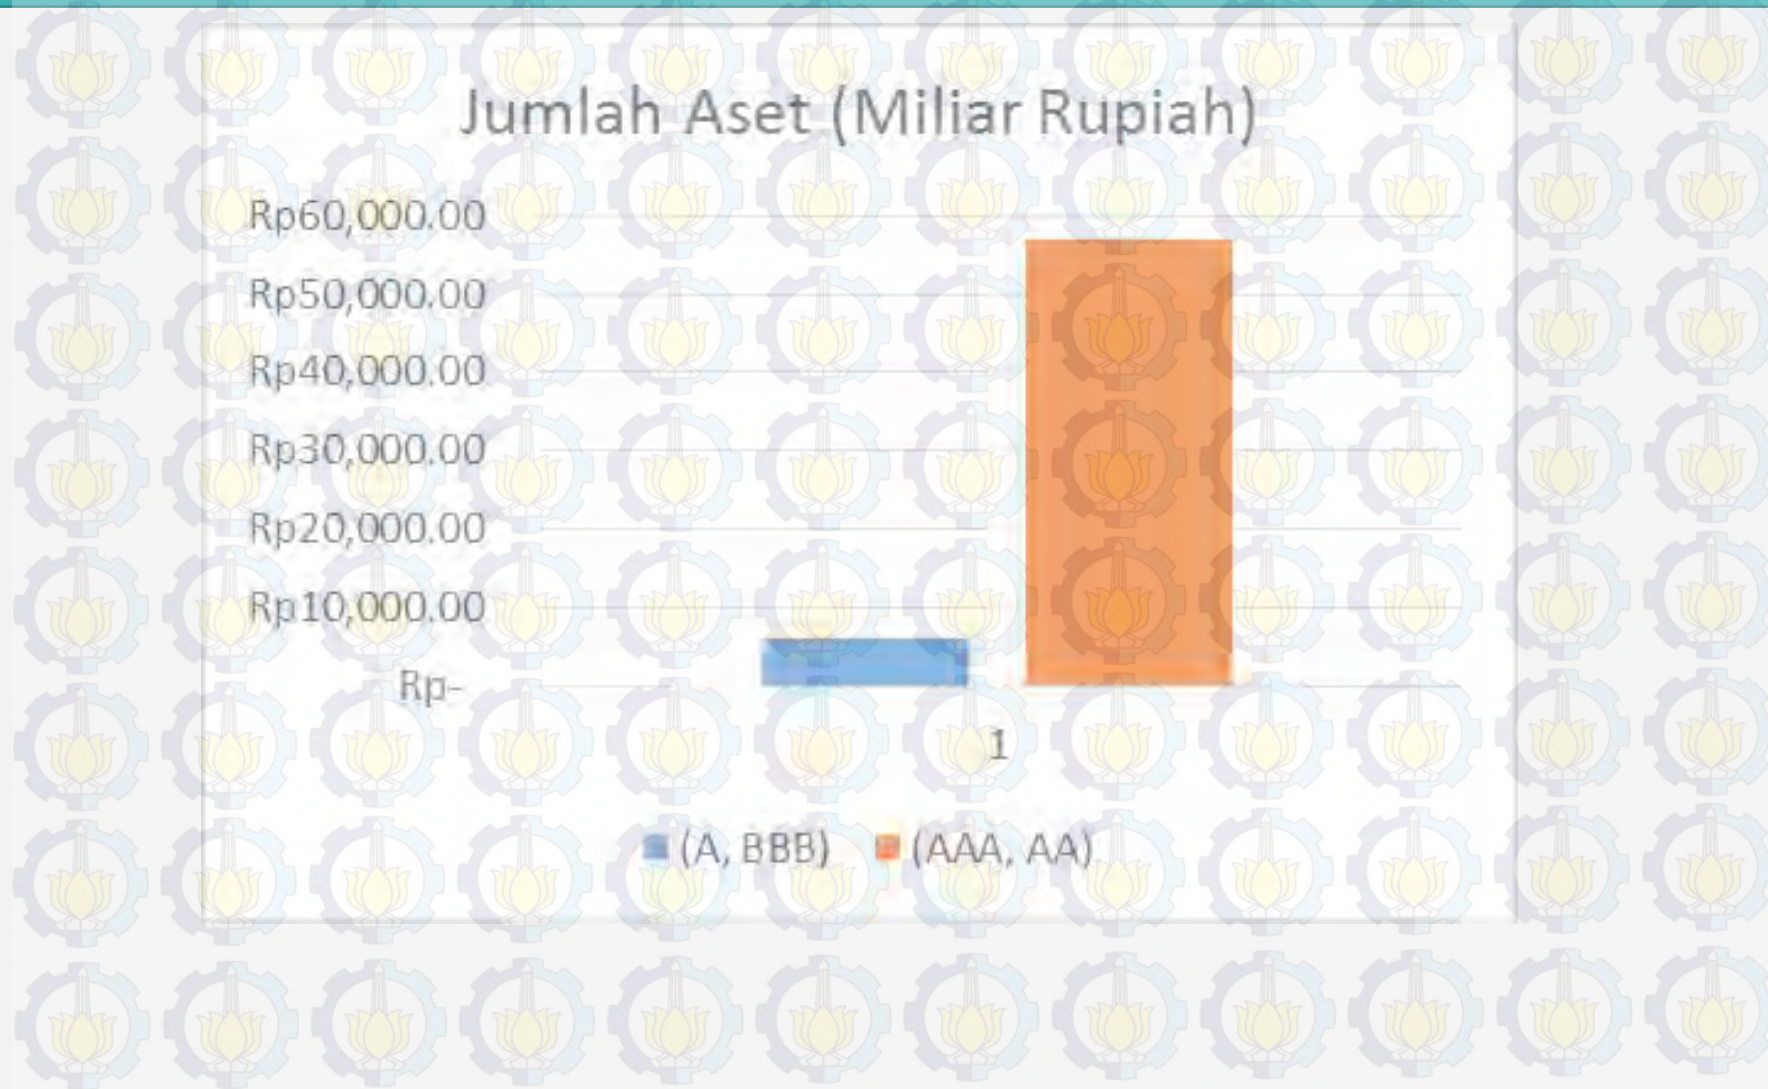 Jumlah Aset (Miliar Rupiah)
Rp60,000.00
Rp50,000.00
Rp40,000.00
Rp30,000.00
Rp20,000.00
Rp10,000.00
Rp-
1
(A, BBB) (AAA, AA)